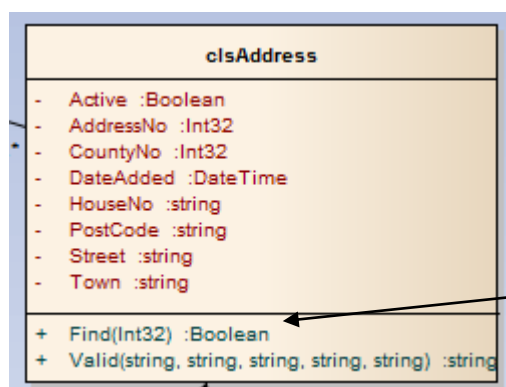 clsAddress
- Active :Boolean
- AddressNo :Int32
- CountyNo :Int32
- DateAdded :DateTime
- HouseNo :string
- PostCode :string
- Street :string
- Town :string
+ Find(Int32) :Boolean
+ Valid(string, string, string, string, string) :string
*